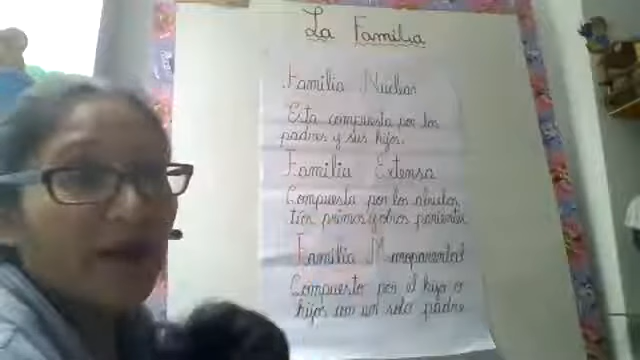 La Familia
Familia Nuclear
Esta compuesta por los
padres y sus hijos.
Familia Extensa
Compuesta por los abuelos,
tíos primos y otros parientes
Familia Monoparental
Compuesto por el hijo o
hijos con un solo padre